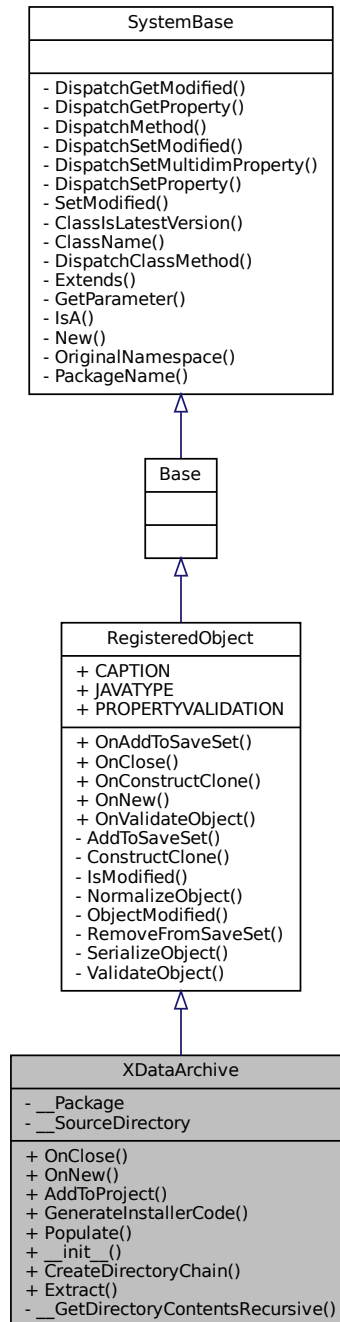 SystemBase
- DispatchGetModified()
- DispatchGetProperty()
- DispatchMethod()
- DispatchSetModified()
- DispatchSetMultidimProperty()
- DispatchSetProperty()
- SetModified()
- ClassIsLatestVersion()
- ClassName()
- DispatchClassMethod()
- Extends()
- GetParameter()
- IsA()
- New()
- OriginalNamespace()
- PackageName()
Base
RegisteredObject
+ CAPTION
+ JAVATYPE
+ PROPERTYVALIDATION
+ OnAddToSaveSet()
+ OnClose()
+ OnConstructClone()
+ OnNew()
+ OnValidateObject()
- AddToSaveSet()
- ConstructClone()
- IsModified()
- NormalizeObject()
- ObjectModified()
- RemoveFromSaveSet()
- SerializeObject()
- ValidateObject()
XDataArchive
- __Package
- __SourceDirectory
+ OnClose()
+ OnNew()
+ AddToProject()
+ GenerateInstallerCode()
+ Populate()
+ __init__()
+ CreateDirectoryChain()
+ Extract()
- __GetDirectoryContentsRecursive()